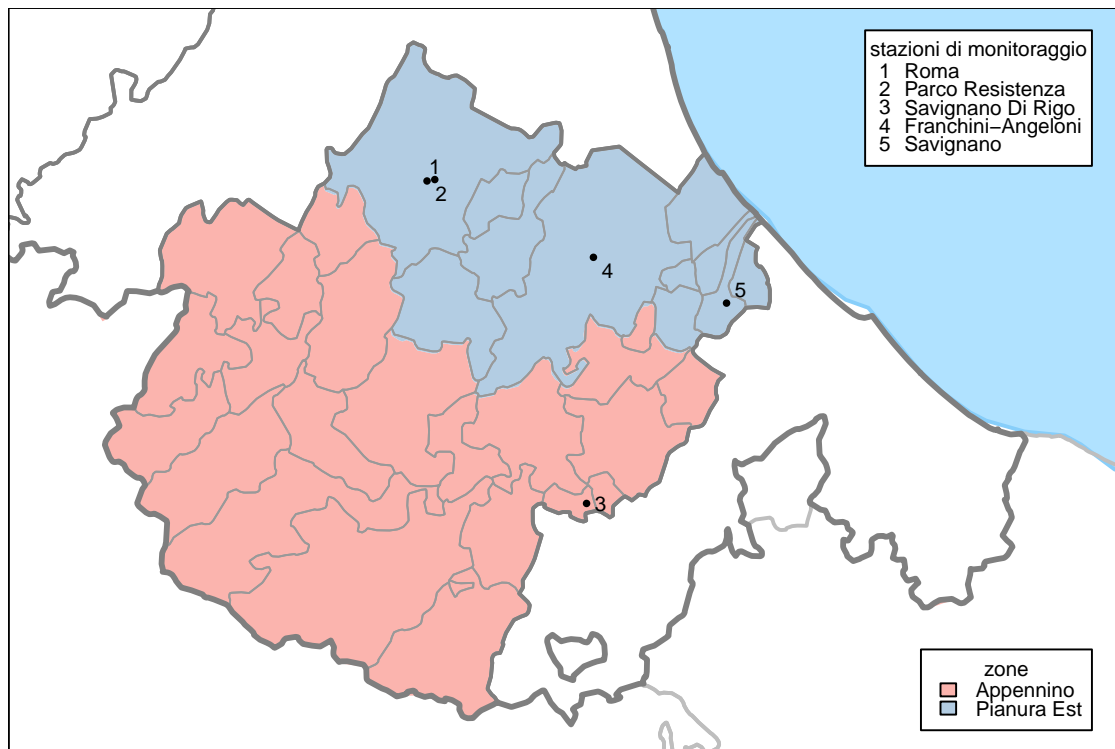 stazioni di monitoraggio
1 Roma
2 Parco Resistenza
3 Savignano Di Rigo
4 Franchini−Angeloni
5 Savignano
1
2
4
5
3
zone
Appennino
Pianura Est